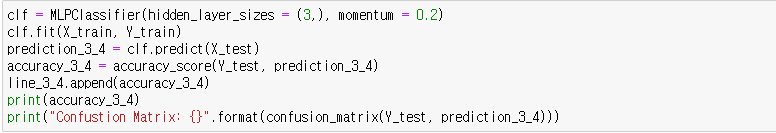 clf = MLPClassifier(hidden_layer_sizes = (3,), momentum = 0.2)
clf.fit(X_train, Y_train)
prediction_3_4 = clf.predict(X_test)
accuracy_3_4 = accuracy_score(Y_test, prediction_3_4)
line_3_4.append(accuracy_3_4)
print(accuracy_3_4)
print("Confustion Matrix: {}".format(confusion_matrix(Y_test, prediction_3_4)))